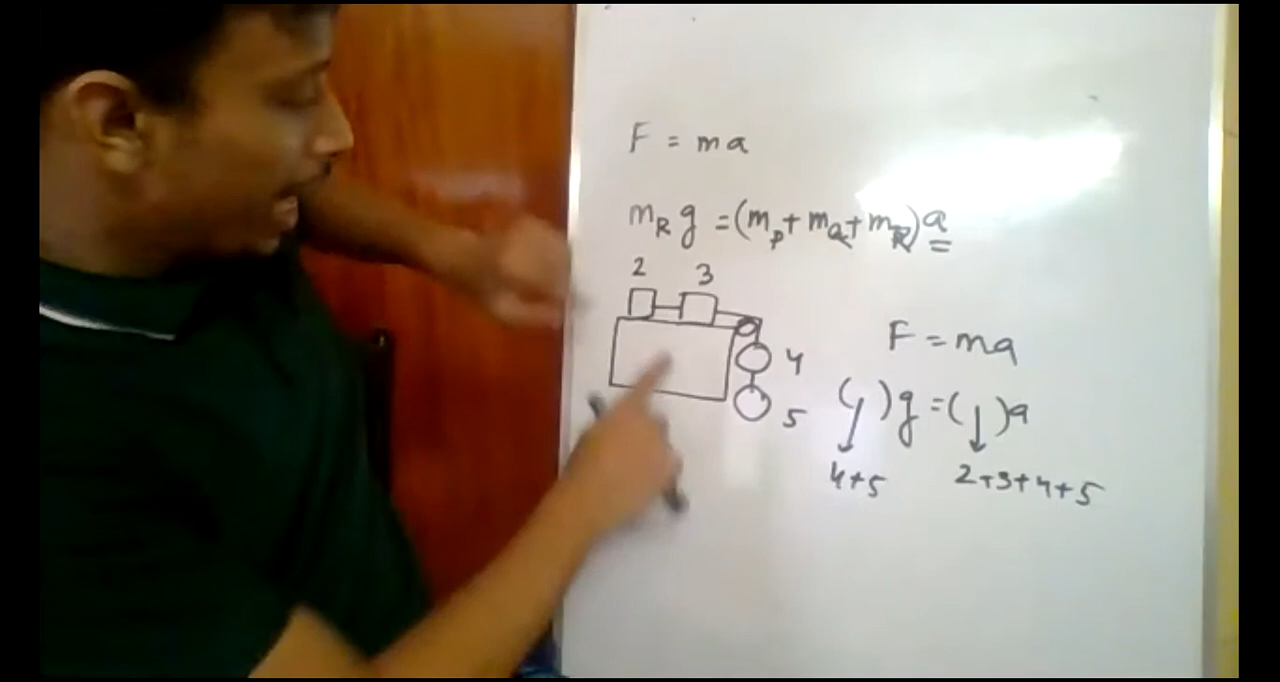 F = ma
m_R g = (m_p + m_Q + m_R) a
2 3
4
5
F = ma
( ) g = ( ) a
4+5 2+3+4+5